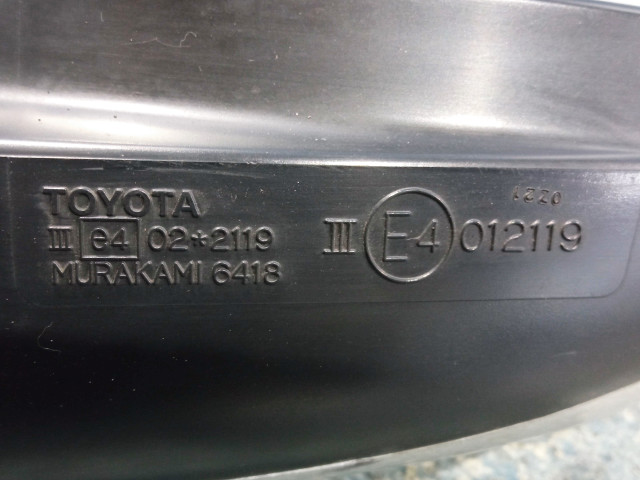 TOYOTA
III e4 02*2119
MURAKAMI 6418
III E4 012119